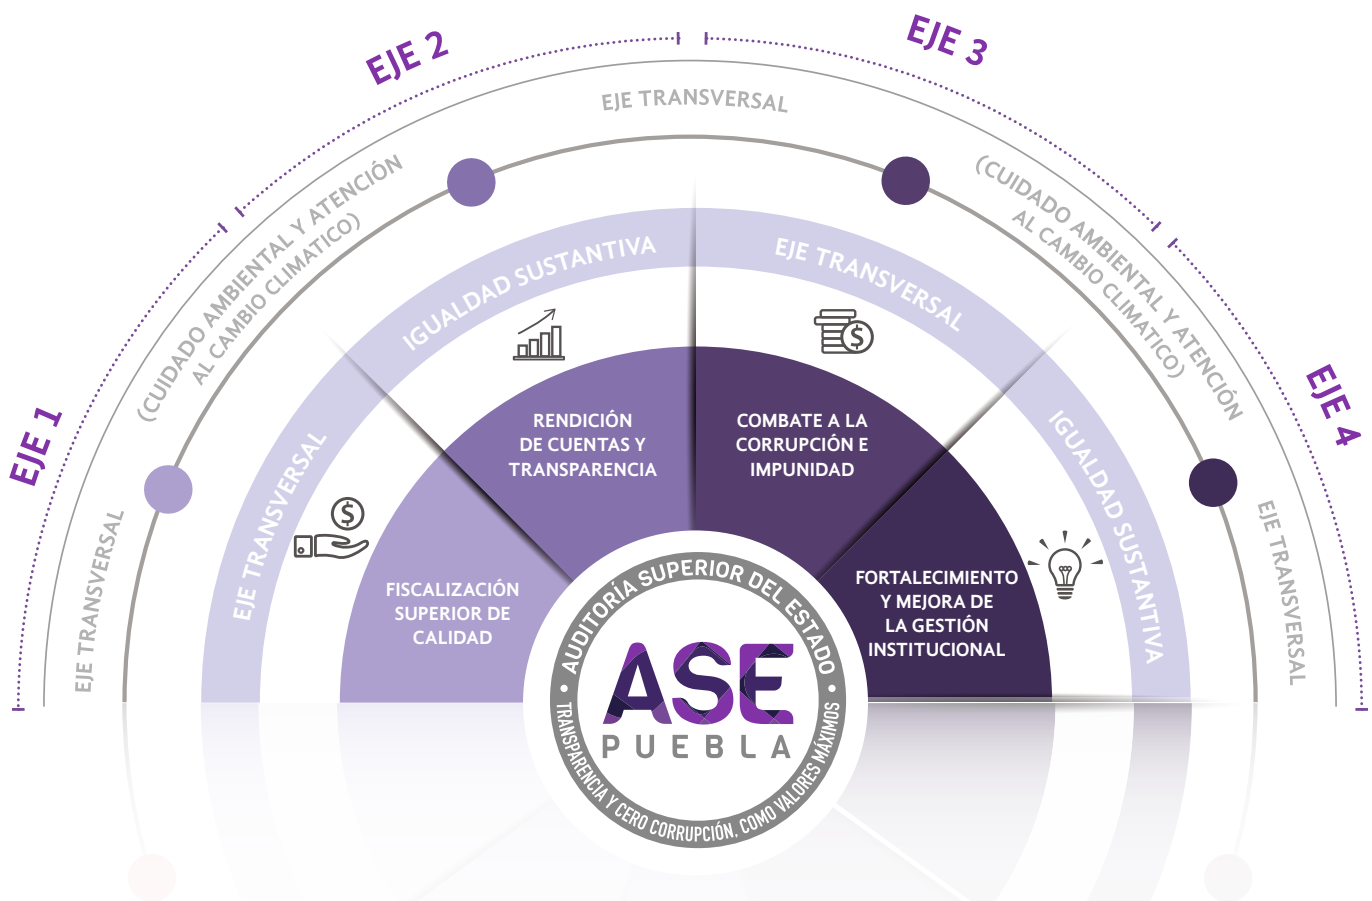 EJE 1
EJE 2
EJE 3
EJE 4
EJE TRANSVERSAL
(CUIDADO AMBIENTAL Y ATENCIÓN
AL CAMBIO CLIMATICO)
EJE TRANSVERSAL
(CUIDADO AMBIENTAL Y ATENCIÓN
AL CAMBIO CLIMATICO)
EJE TRANSVERSAL
EJE TRANSVERSAL
IGUALDAD SUSTANTIVA
EJE TRANSVERSAL
IGUALDAD SUSTANTIVA
$
$
FISCALIZACIÓN
SUPERIOR DE
CALIDAD
RENDICIÓN
DE CUENTAS Y
TRANSPARENCIA
COMBATE A LA
CORRUPCIÓN E
IMPUNIDAD
FORTALECIMIENTO
Y MEJORA DE
LA GESTIÓN
INSTITUCIONAL
• AUDITORÍA SUPERIOR DEL ESTADO •
ASE
PUEBLA
TRANSPARENCIA Y CERO CORRUPCIÓN, COMO VALORES MÁXIMOS